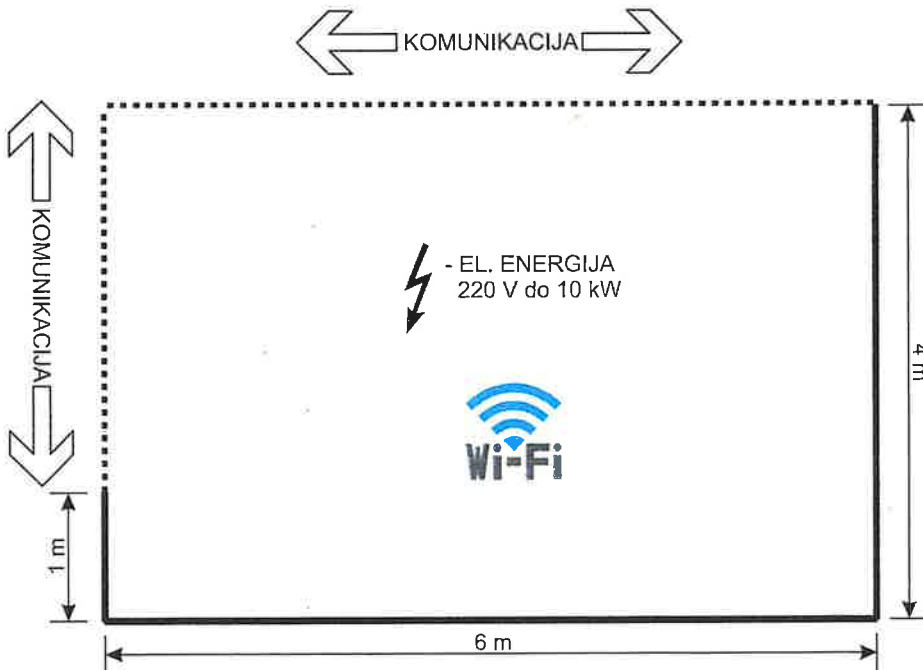 KOMUNIKACIJA
KOMUNIKACIJA
- EL. ENERGIJA
220 V do 10 kW
4 m
Wi-Fi
1 m
6 m